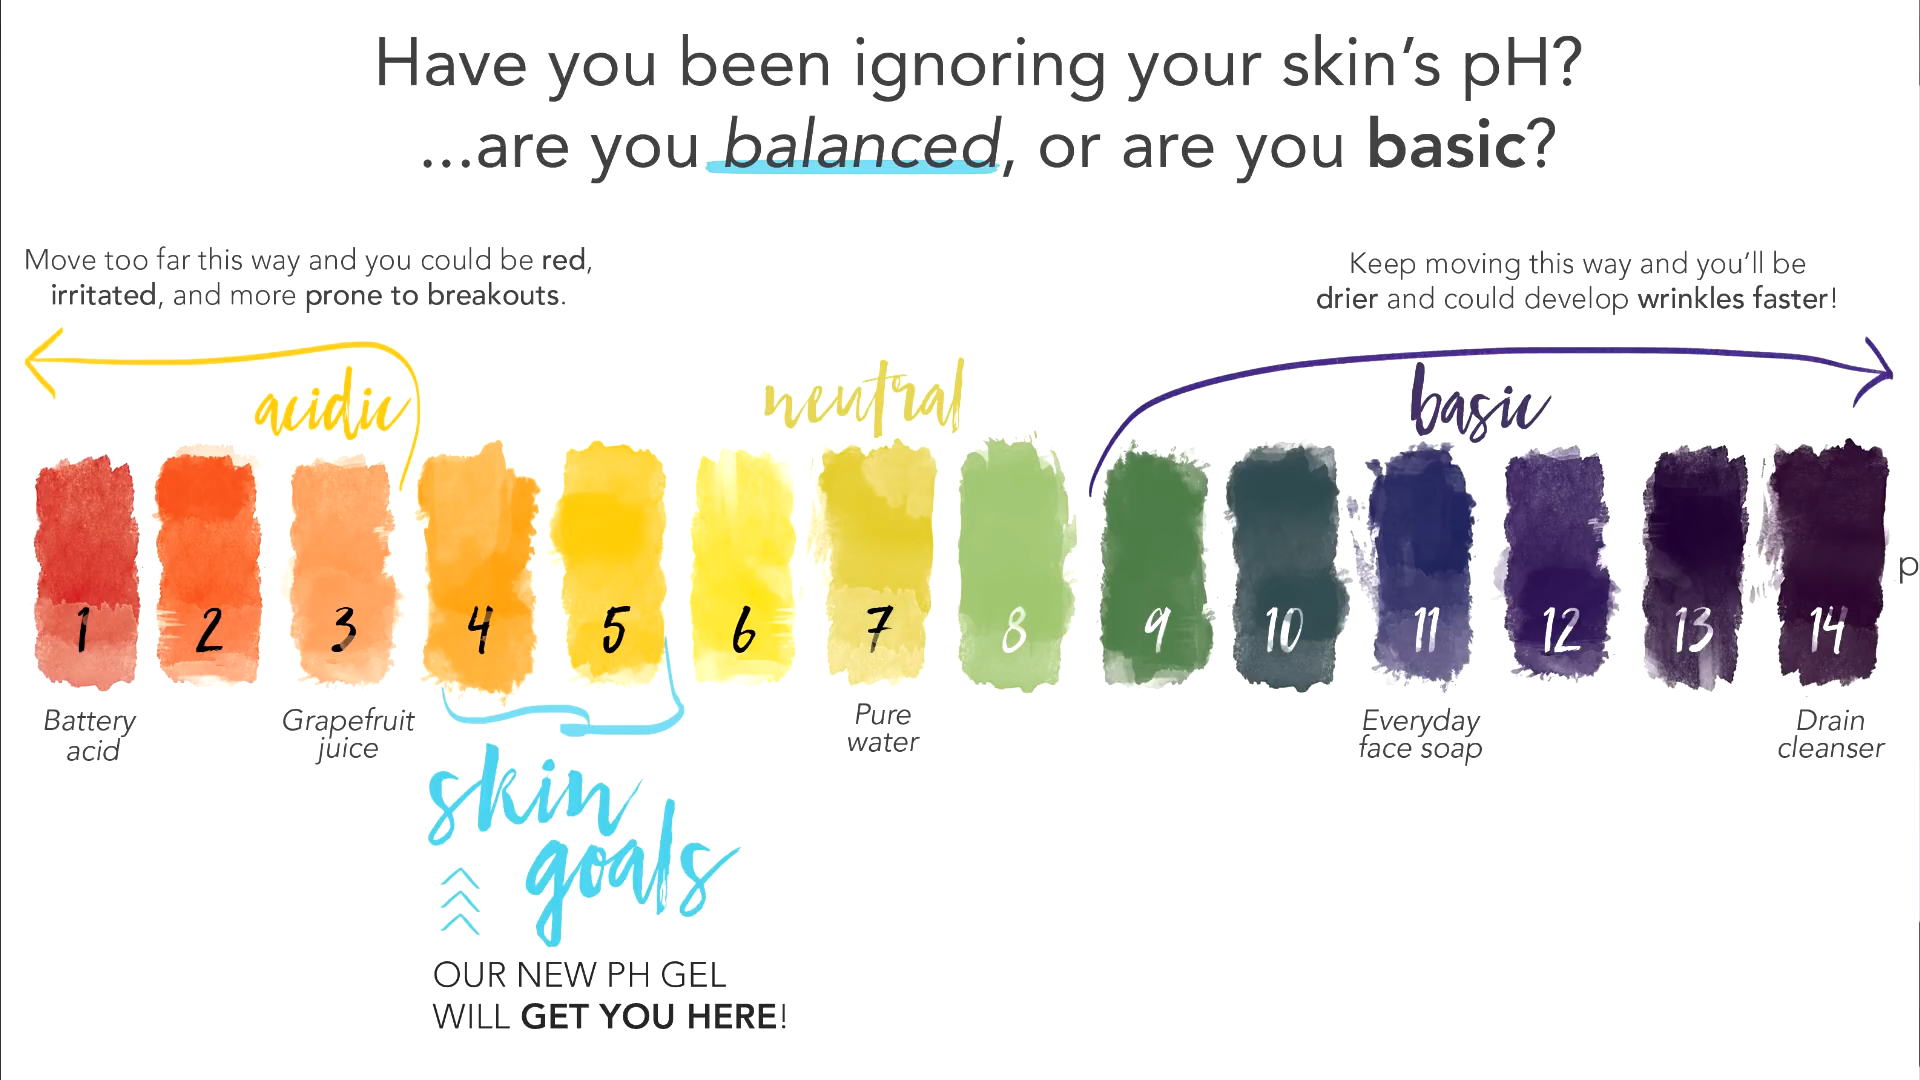 Have you been ignoring your skin's pH?
...are you balanced, or are you basic?
Move too far this way and you could be red,
irritated, and more prone to breakouts.
Keep moving this way and you'll be
drier and could develop wrinkles faster!
acidic
neutral
basic
1 2 3 4 5 6 7 8 9 10 11 12 13 14
p
Battery
acid
Grapefruit
juice
Pure
water
Everyday
face soap
Drain
cleanser
skin
goals
OUR NEW PH GEL
WILL GET YOU HERE!